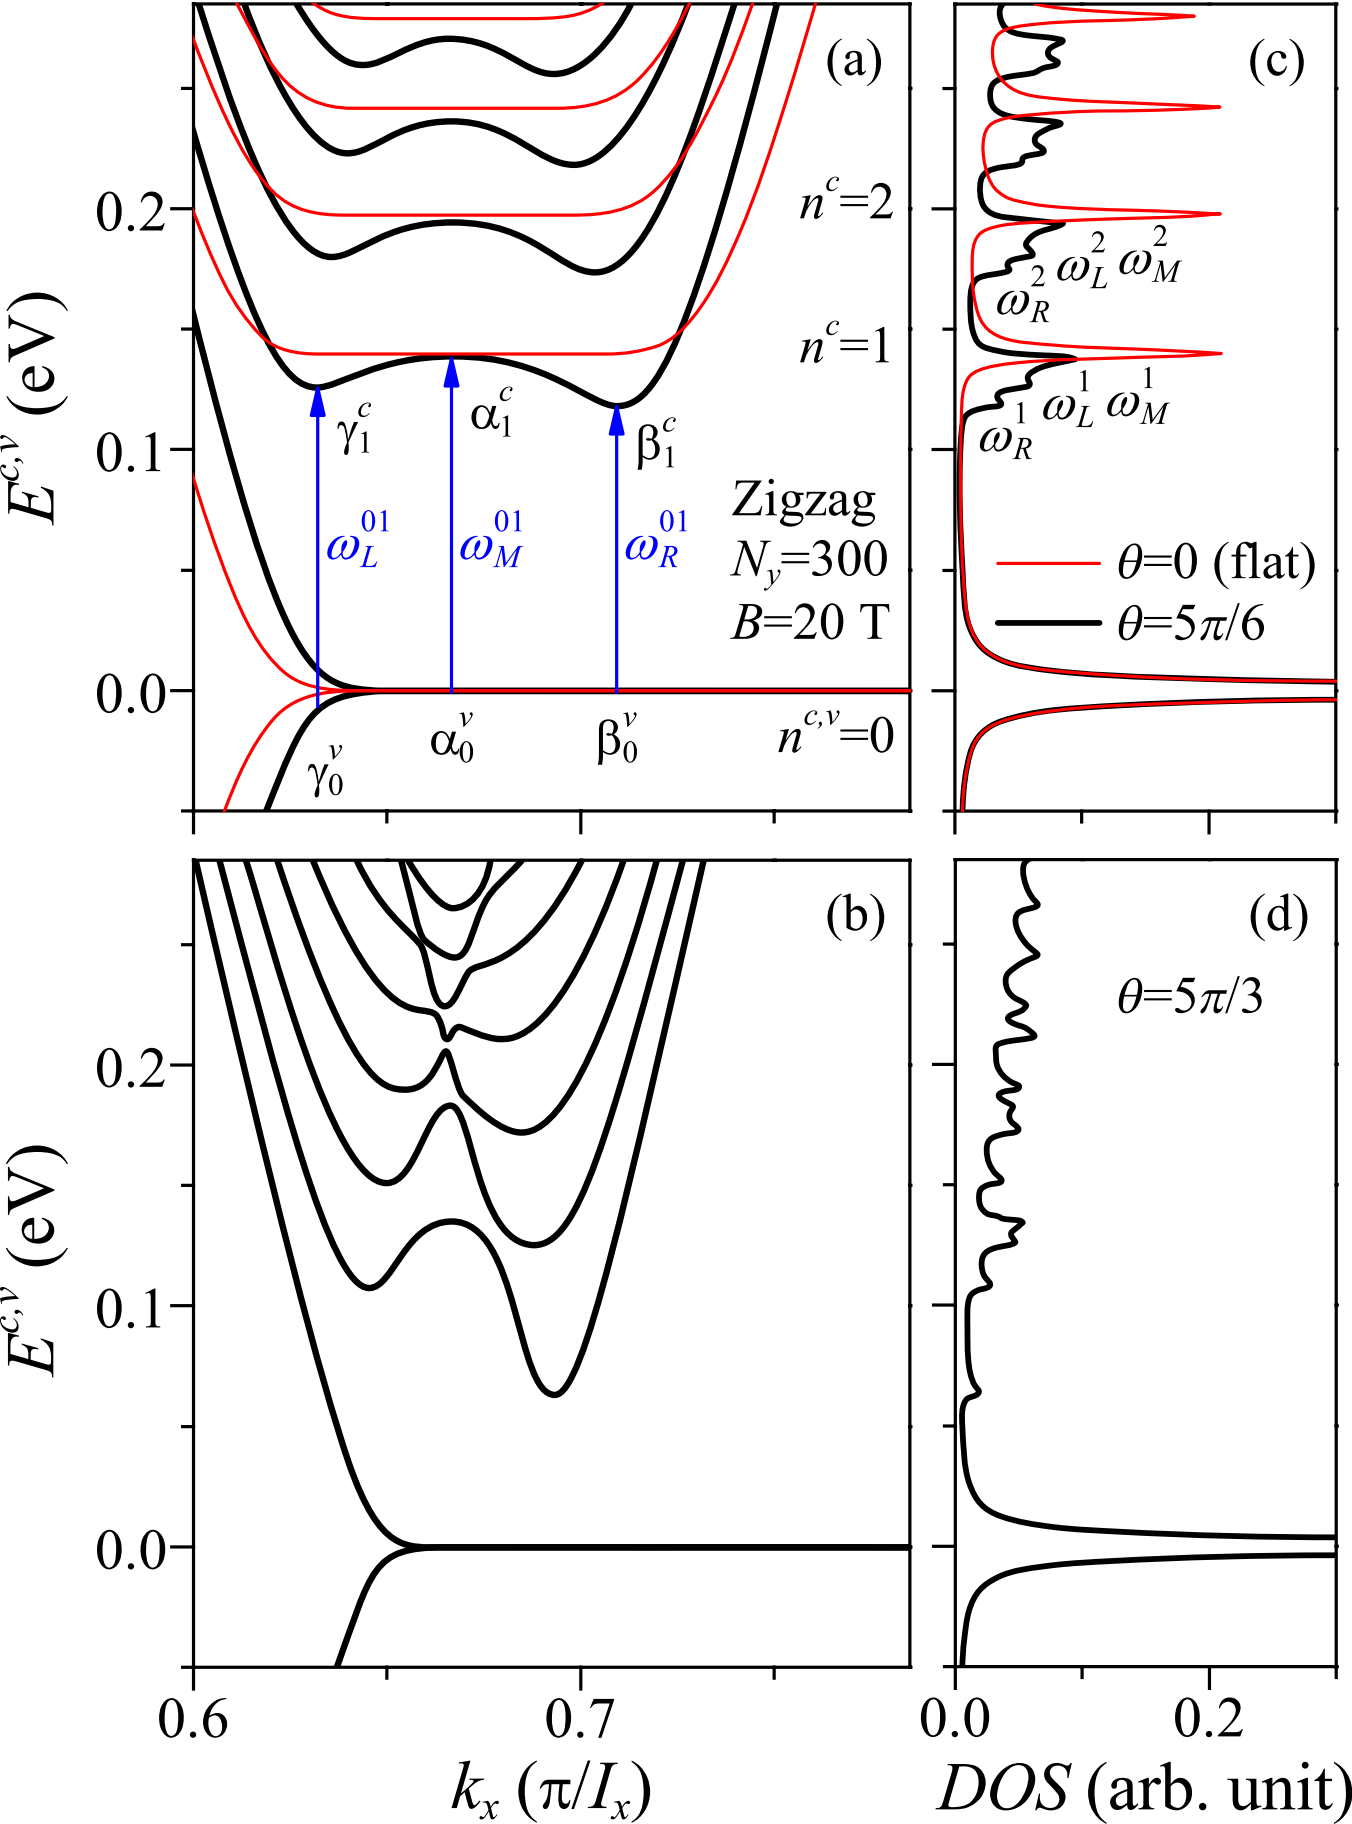 (a)
(c)
0.2
0.1
0.0
E^{c,v} (eV)
n^c=2
n^c=1
γ_1^c
α_1^c
β_1^c
ω_L^{01}
ω_M^{01}
ω_R^{01}
Zigzag
N_y=300
B=20 T
γ_0^v
α_0^v
β_0^v
n^{c,v}=0
ω_R^2 ω_L^2 ω_M^2
ω_R^1 ω_L^1 ω_M^1
θ=0 (flat)
θ=5π/6
(b)
(d)
θ=5π/3
0.2
0.1
0.0
E^{c,v} (eV)
0.6
0.7
0.0
0.2
k_x (π/I_x)
DOS (arb. unit)